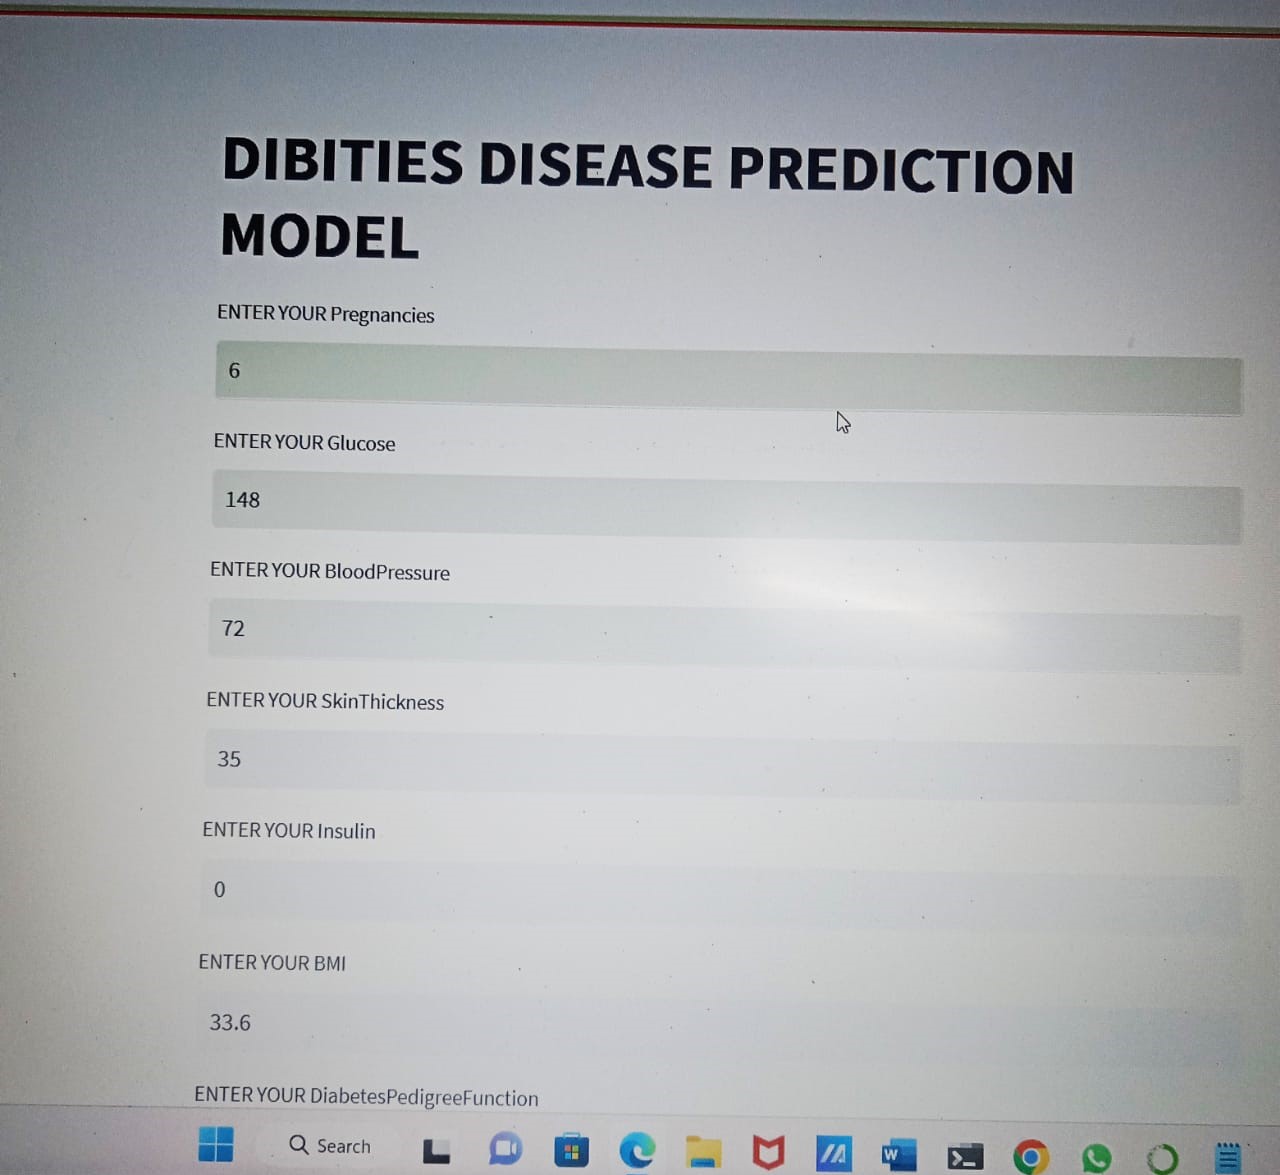 DIBITIES DISEASE PREDICTION
MODEL
ENTER YOUR Pregnancies
6
ENTER YOUR Glucose
148
ENTER YOUR BloodPressure
72
ENTER YOUR SkinThickness
35
ENTER YOUR Insulin
0
ENTER YOUR BMI
33.6
ENTER YOUR DiabetesPedigreeFunction
Search
W